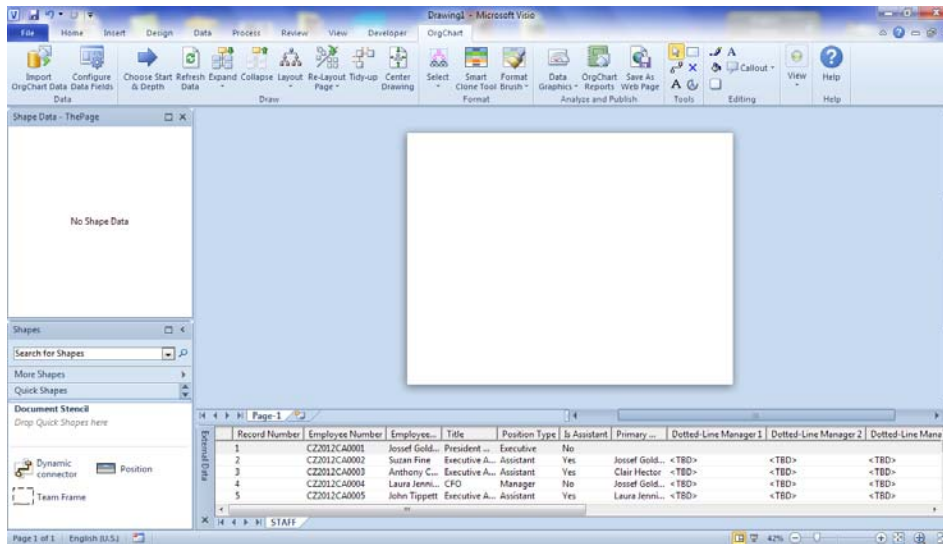 Drawing1 - Microsoft Visio
File Home Insert Design Data Process Review View Developer OrgChart
Import OrgChart Data
Configure Data Fields
Choose Start & Depth
Refresh Data
Expand
Collapse
Layout
Re-Layout Page
Tidy-up
Center Drawing
Select
Smart Clone Tool
Format Brush
Data Graphics
OrgChart Reports
Save As Web Page
A
A
Callout
View
Help
Data Draw Format Analyze and Publish Tools Editing Help
Shape Data - ThePage
No Shape Data
Shapes
Search for Shapes
More Shapes
Quick Shapes
Document Stencil
Drop Quick Shapes here
Dynamic connector
Position
Team Frame
Page-1
External Data
Record Number Employee Number Employee... Title Position Type Is Assistant Primary ... Dotted-Line Manager 1 Dotted-Line Manager 2 Dotted-Line Mana
1 CZ2012CA0001 Jossef Gold... President ... Executive No
2 CZ2012CA0002 Suzan Fine Executive A... Assistant Yes Jossef Gold... <TBD> <TBD> <TBD>
3 CZ2012CA0003 Anthony C... Executive A... Assistant Yes Clair Hector <TBD> <TBD> <TBD>
4 CZ2012CA0004 Laura Jenni... CFO Manager No Jossef Gold... <TBD> <TBD> <TBD>
5 CZ2012CA0005 John Tippett Executive A... Assistant Yes Laura Jenni... <TBD> <TBD> <TBD>
STAFF
Page 1 of 1 English (U.S.) 42%